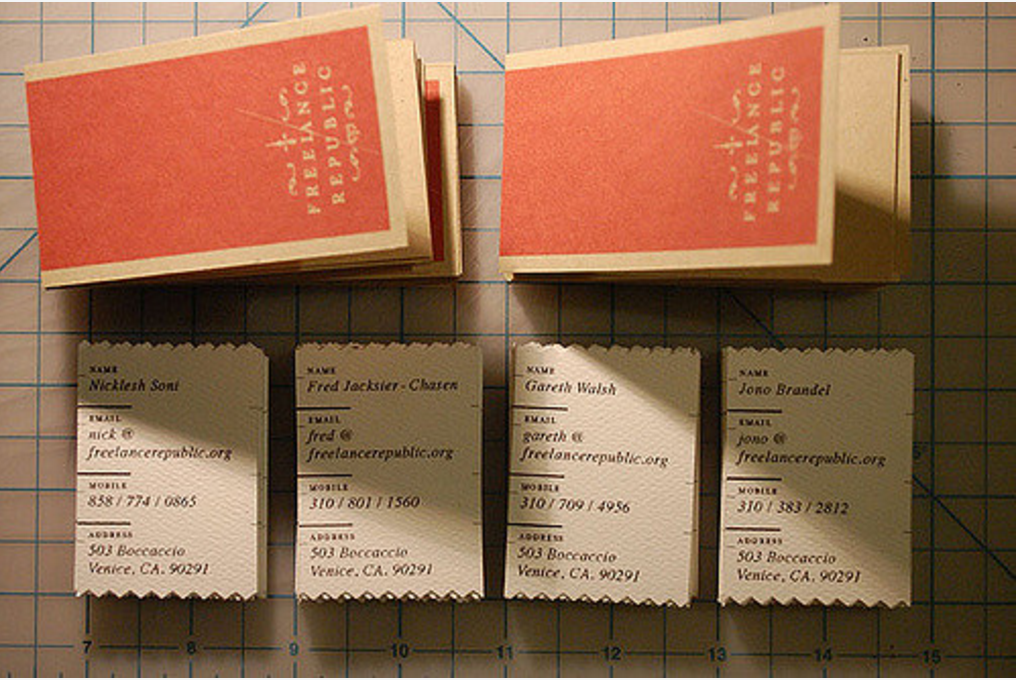 FREELANCE
REPUBLIC
FREELANCE
REPUBLIC
NAME
Nicklesh Soni
EMAIL
nick @
freelancerepublic.org
MOBILE
858 / 774 / 0865
ADDRESS
503 Boccaccio
Venice, CA. 90291
NAME
Fred Jacksier - Chasen
EMAIL
fred @
freelancerepublic.org
MOBILE
310 / 801 / 1560
ADDRESS
503 Boccaccio
Venice, CA. 90291
NAME
Gareth Walsh
EMAIL
gareth @
freelancerepublic.org
MOBILE
310 / 709 / 4956
ADDRESS
503 Boccaccio
Venice, CA. 90291
NAME
Jono Brandel
EMAIL
jono @
freelancerepublic.org
MOBILE
310 / 383 / 2812
ADDRESS
503 Boccaccio
Venice, CA. 90291
7 8 9 10 11 12 13 14 15